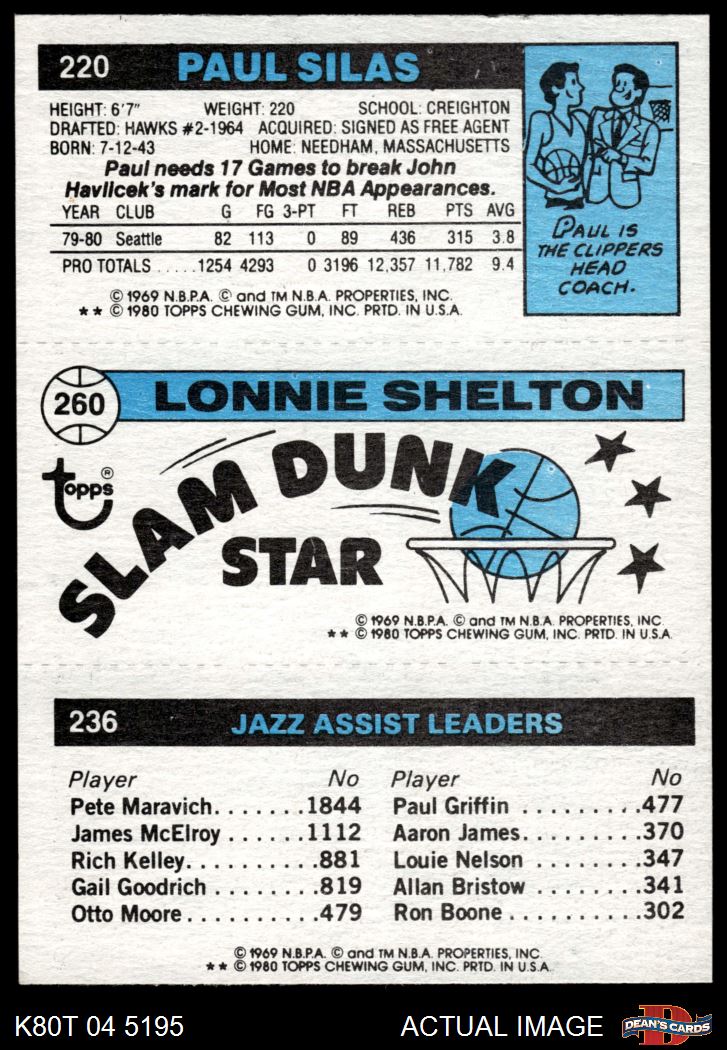 220 PAUL SILAS
HEIGHT: 6'7" WEIGHT: 220 SCHOOL: CREIGHTON
DRAFTED: HAWKS #2-1964 ACQUIRED: SIGNED AS FREE AGENT
BORN: 7-12-43 HOME: NEEDHAM, MASSACHUSETTS
Paul needs 17 Games to break John
Havlicek's mark for Most NBA Appearances.
YEAR CLUB G FG 3-PT FT REB PTS AVG
79-80 Seattle 82 113 0 89 436 315 3.8
PRO TOTALS .....1254 4293 0 3196 12,357 11,782 9.4
© 1969 N.B.P.A. © and TM N.B.A. PROPERTIES, INC.
** © 1980 TOPPS CHEWING GUM, INC. PRTD. IN U.S.A.
PAUL IS
THE CLIPPERS
HEAD
COACH.
260 LONNIE SHELTON
Topps®
SLAM DUNK
STAR
© 1969 N.B.P.A. © and TM N.B.A. PROPERTIES, INC
** © 1980 TOPPS CHEWING GUM, INC. PRTD. IN U.S.A.
236 JAZZ ASSIST LEADERS
Player No Player No
Pete Maravich.......1844 Paul Griffin .........477
James McElroy ......1112 Aaron James........370
Rich Kelley..........881 Louie Nelson ........347
Gail Goodrich ........819 Allan Bristow ........341
Otto Moore..........479 Ron Boone..........302
© 1969 N.B.P.A. © and TM N.B.A. PROPERTIES, INC.
** © 1980 TOPPS CHEWING GUM, INC. PRTD. IN U.S.A.
K80T 04 5195 ACTUAL IMAGE DEAN'S CARDS